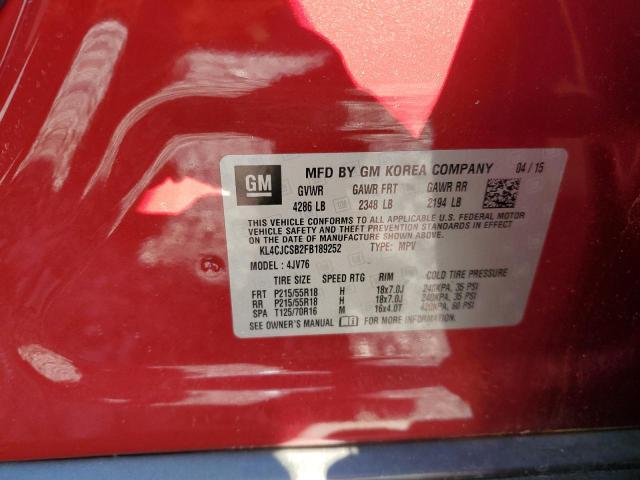 GM MFD BY GM KOREA COMPANY 04 / 15
GVWR GAWR FRT GAWR RR
4286 LB 2348 LB 2194 LB
THIS VEHICLE CONFORMS TO ALL APPLICABLE U.S. FEDERAL MOTOR
VEHICLE SAFETY, BUMPER, AND THEFT PREVENTION STANDARDS IN EFFECT
ON THE DATE OF MANUFACTURE SHOWN ABOVE.
KL4CJCSB2FB189252 TYPE: MPV
MODEL : 4JV76
TIRE SIZE SPEED RTG RIM COLD TIRE PRESSURE
FRT P215/55R18 H 18x7.0J 240KPA, 35 PSI
RR P215/55R18 H 18x7.0J 240KPA, 35 PSI
SPA T125/70R16 M 16x4.0T 420KPA, 60 PSI
SEE OWNER'S MANUAL FOR MORE INFORMATION.